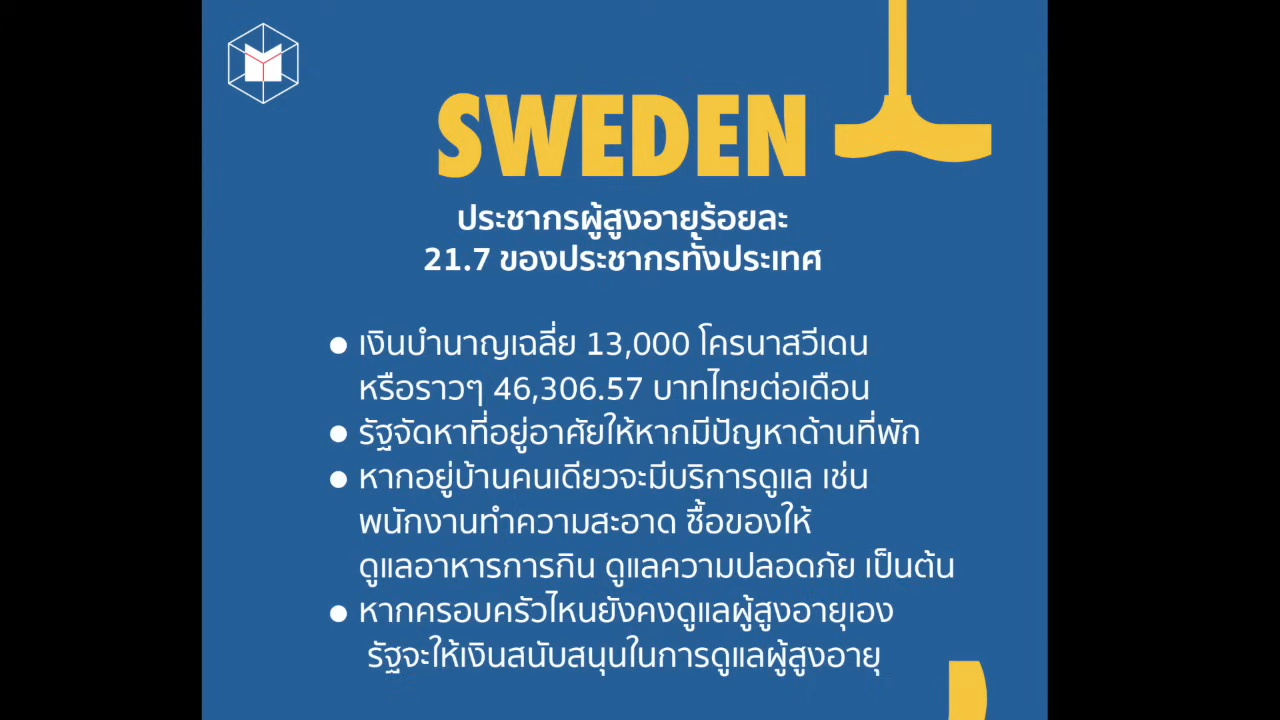 SWEDEN
ประชากรผู้สูงอายุร้อยละ
21.7 ของประชากรทั้งประเทศ
● เงินบำนาญเฉลี่ย 13,000 โครนาสวีเดน
หรือราวๆ 46,306.57 บาทไทยต่อเดือน
● รัฐจัดหาที่อยู่อาศัยให้หากมีปัญหาด้านที่พัก
● หากอยู่บ้านคนเดียวจะมีบริการดูแล เช่น
พนักงานทำความสะอาด ซื้อของให้
ดูแลอาหารการกิน ดูแลความปลอดภัย เป็นต้น
● หากครอบครัวไหนยังคงดูแลผู้สูงอายุเอง
รัฐจะให้เงินสนับสนุนในการดูแลผู้สูงอายุ